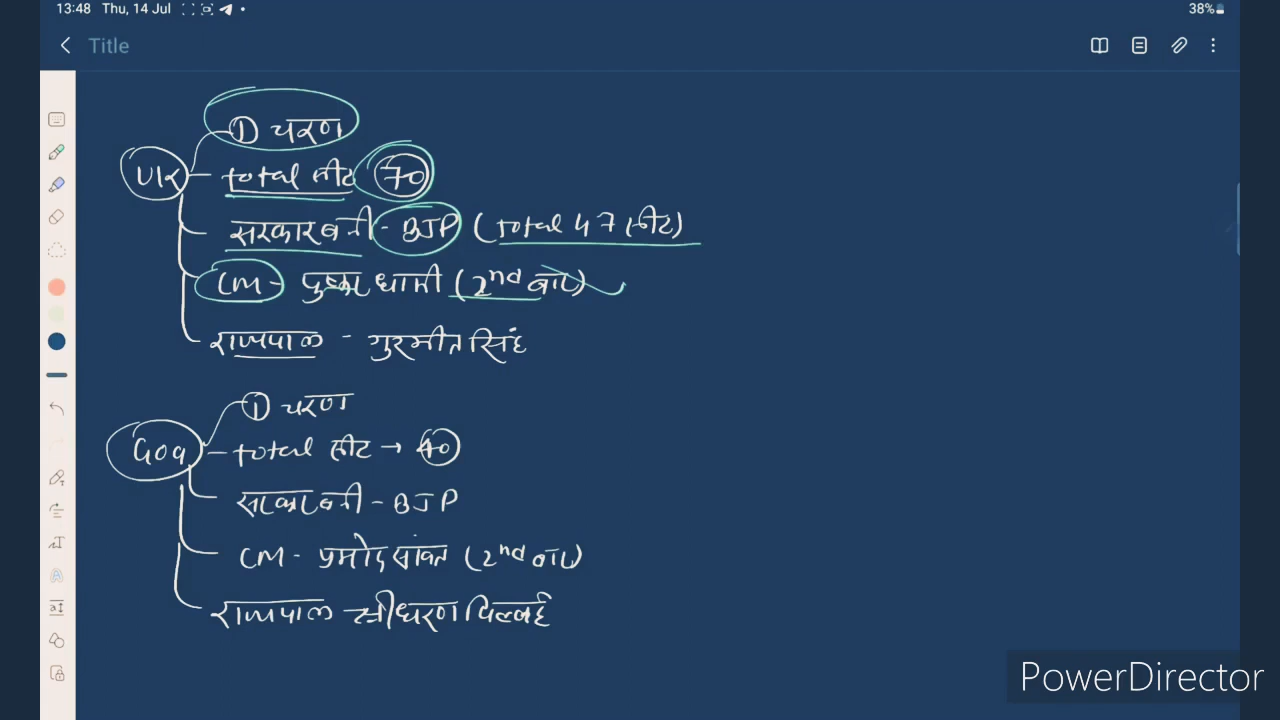 13:48 Thu, 14 Jul
38%
Title
① चरण
UK
total सीट 70
सरकार बनी - BJP (total 47 सीट)
CM - पुष्कर धामी (2nd बार)
राज्यपाल - गुरमीत सिंह
① चरण
Goa
total सीट → 40
सरकार बनी - BJP
CM - प्रमोद सांवत (2nd बार)
राज्यपाल - श्रीधरण पिल्लई
PowerDirector